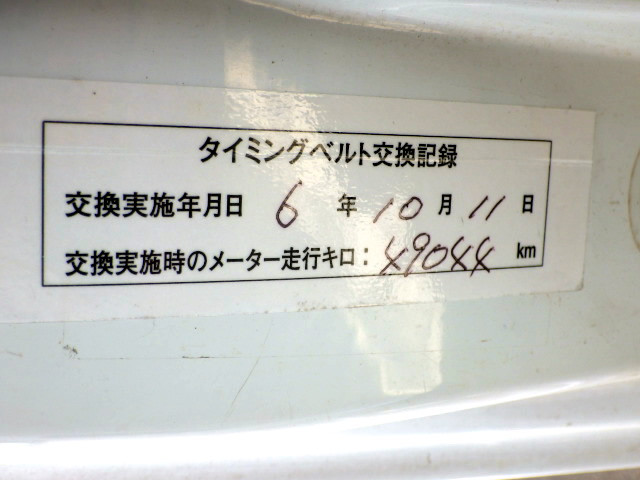 タイミングベルト交換記録
交換実施年月日 6 年 10 月 11 日
交換実施時のメーター走行キロ： 49044 km